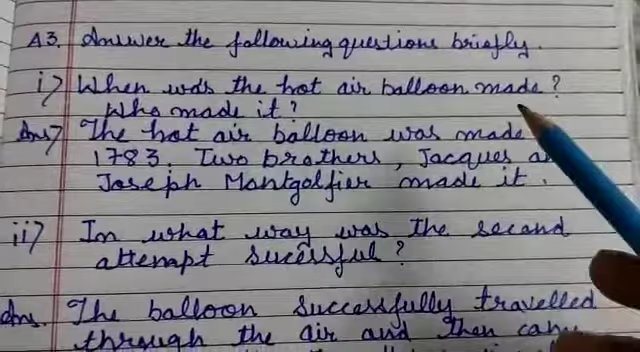 A3. Answer the following questions briefly.
i) When was the hot air balloon made?
Who made it?
Ans) The hot air balloon was made
1783. Two brothers, Jacques
Joseph Montgolfier made it.
ii) In what way was the second
attempt sucessful?
Ans. The balloon successfully travelled
through the air and then